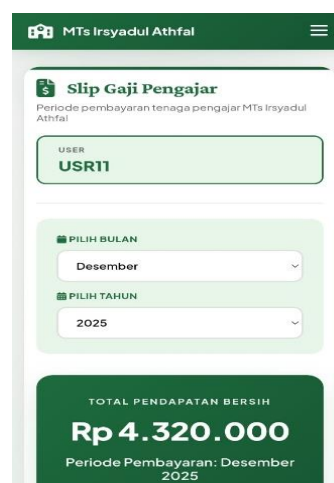 MTs Irsyadul Athfal
Slip Gaji Pengajar
Periode pembayaran tenaga pengajar MTs Irsyadul
Athfal
USER
USR11
PILIH BULAN
Desember
PILIH TAHUN
2025
TOTAL PENDAPATAN BERSIH
Rp 4.320.000
Periode Pembayaran: Desember
2025